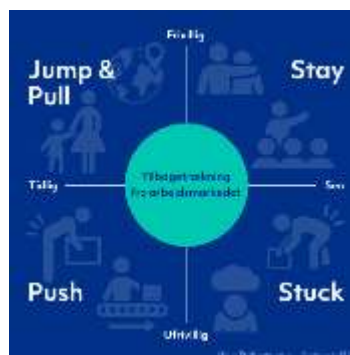 Frivillig
Jump &
Pull
Stay
Tidlig
Tilbagetrækning
fra arbejdsmarkedet
Sen
Push
Stuck
Ufrivillig